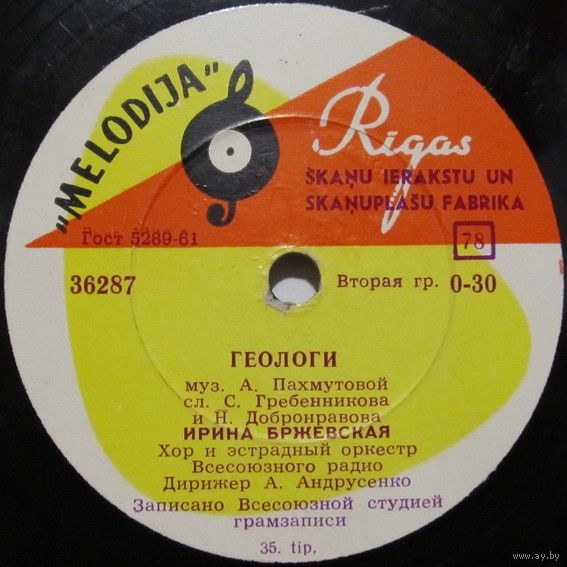 „MELODIJA”
Rīgas
SKAŅU IERAKSTU UN
SKAŅUPLAŠU FABRIKA
Гост 5289-61
78
36287
Вторая гр. 0-30
ГЕОЛОГИ
муз. А. Пахмутовой
сл. С. Гребенникова
и Н. Добронравова
ИРИНА БРЖЕВСКАЯ
Хор и эстрадный оркестр
Всесоюзного радио
Дирижер А. Андрусенко
Записано Всесоюзной студией
грамзаписи
35. tip.
www.ay.by